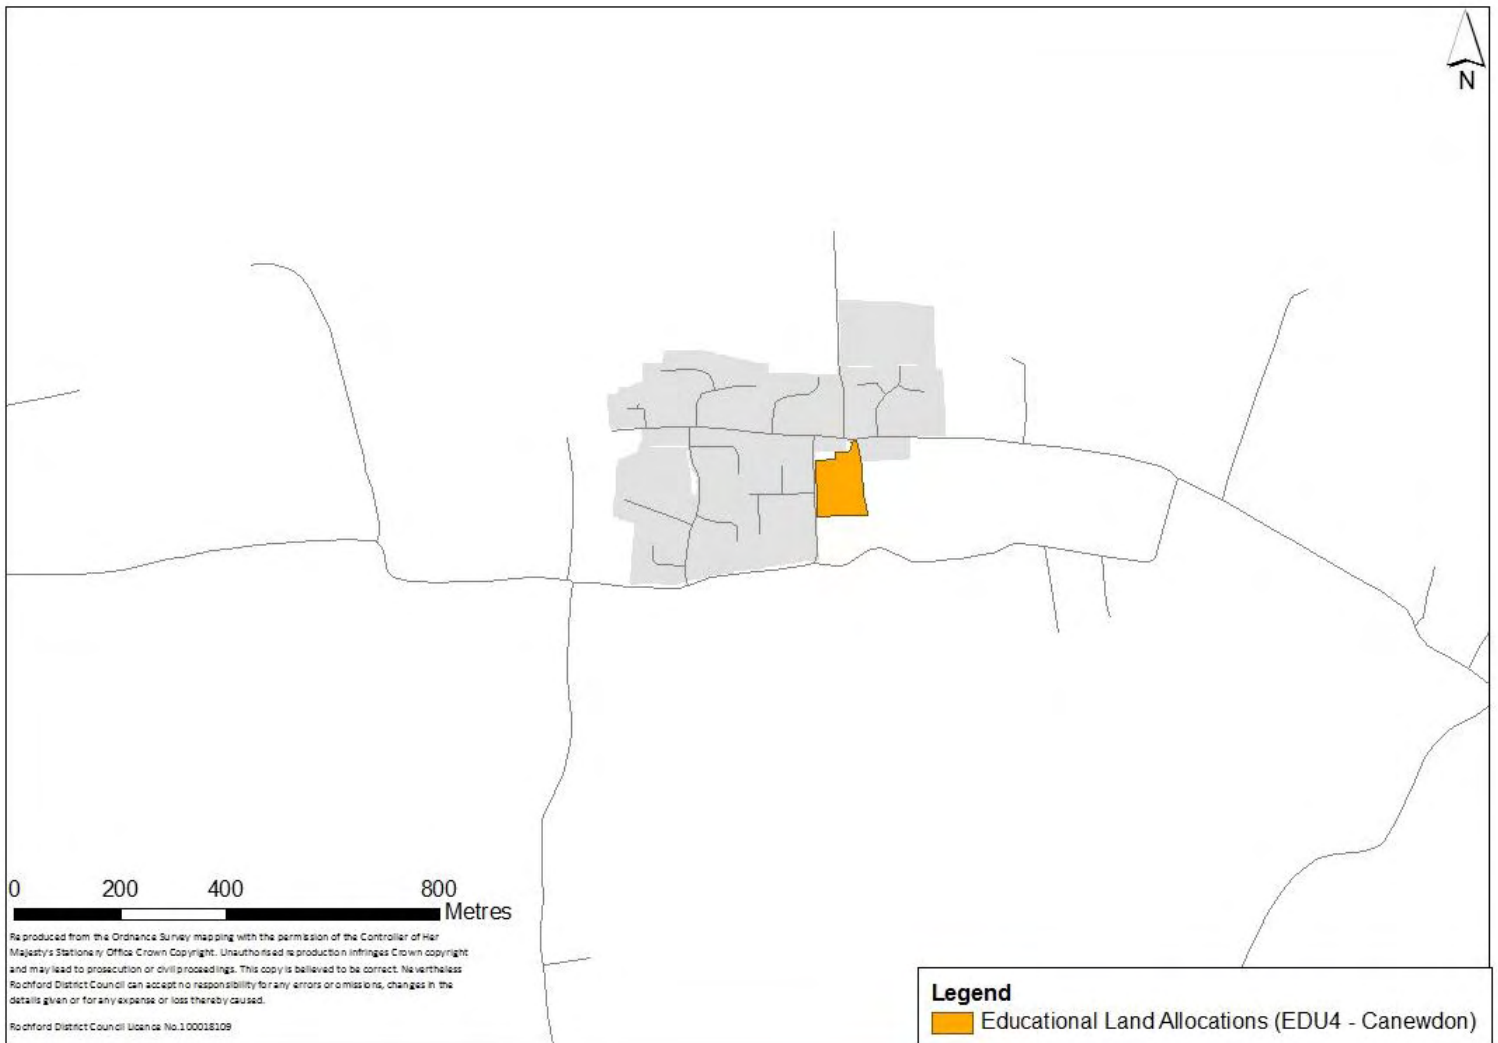 N
0 200 400 800
Metres
Reproduced from the Ordnance Survey mapping with the permission of the Controller of Her
Majesty's Stationery Office Crown Copyright. Unauthorised reproduction infringes Crown copyright
and may lead to prosecution or civil proceedings. This copy is believed to be correct. Nevertheless
Rochford District Council can accept no responsibility for any errors or omissions, changes in the
details given or for any expense or loss thereby caused.
Rochford District Council Licence No.100018109
Legend
Educational Land Allocations (EDU4 - Canewdon)